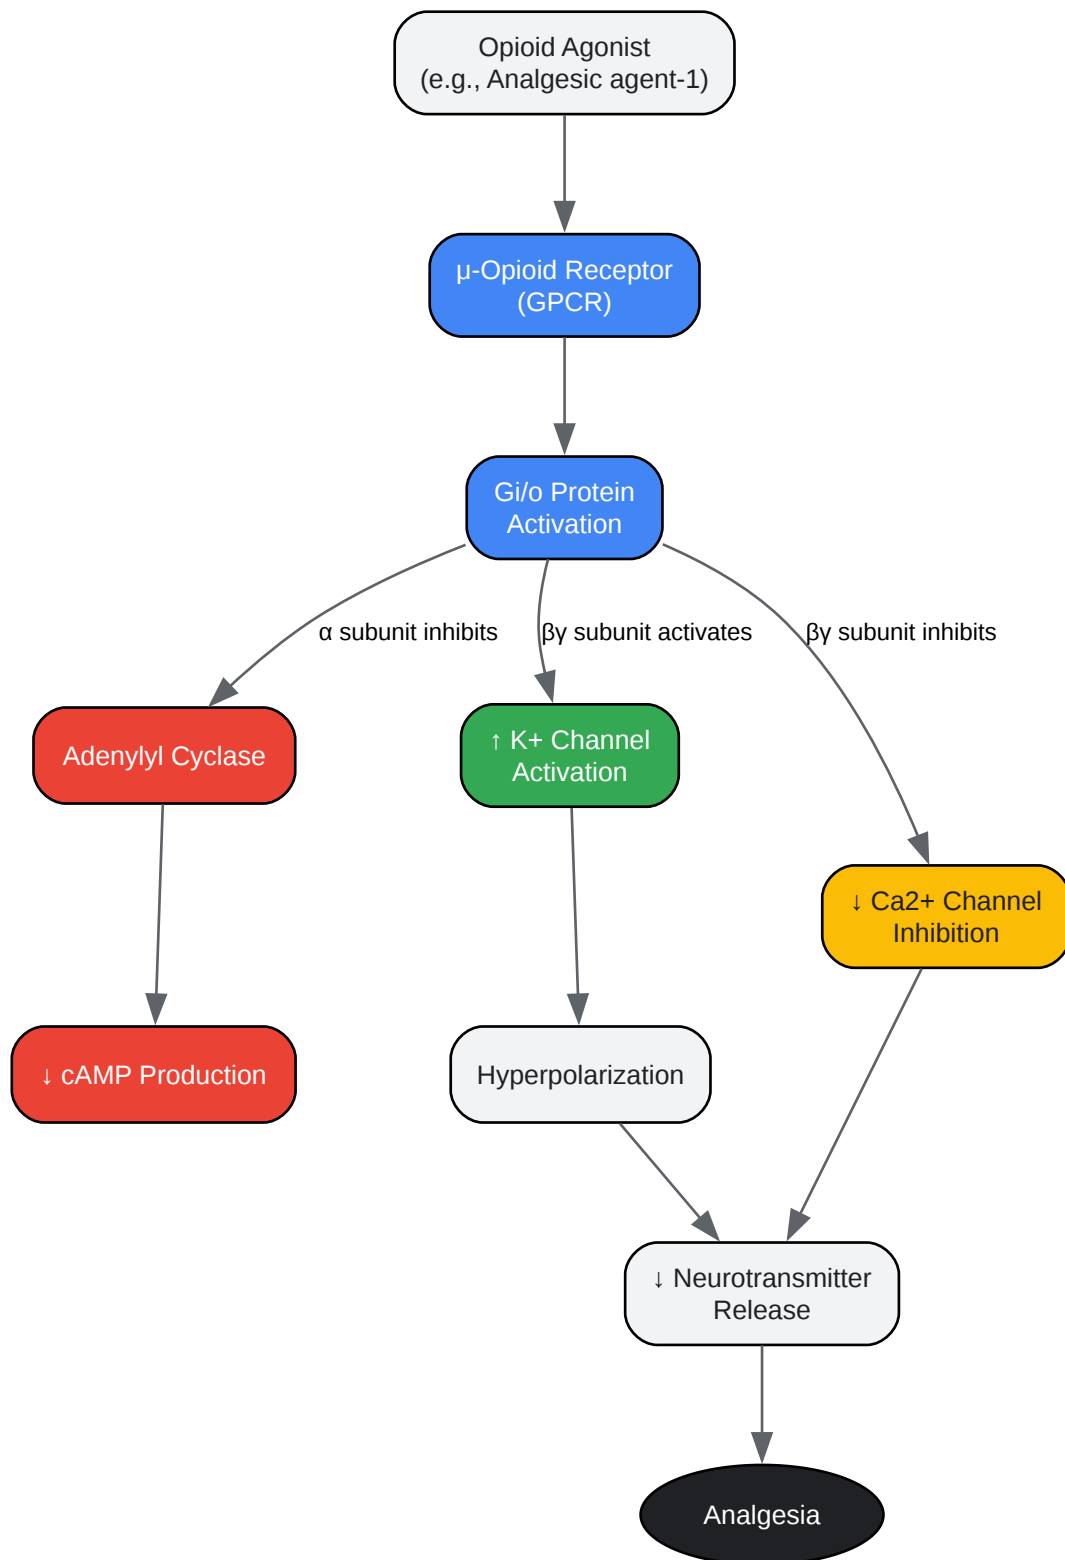 Opioid Agonist
(e.g., Analgesic agent-1)
μ-Opioid Receptor
(GPCR)
Gi/o Protein
Activation
α subunit inhibits
βγ subunit activates
βγ subunit inhibits
Adenylyl Cyclase
↑ K+ Channel
Activation
↓ Ca2+ Channel
Inhibition
↓ cAMP Production
Hyperpolarization
↓ Neurotransmitter
Release
Analgesia